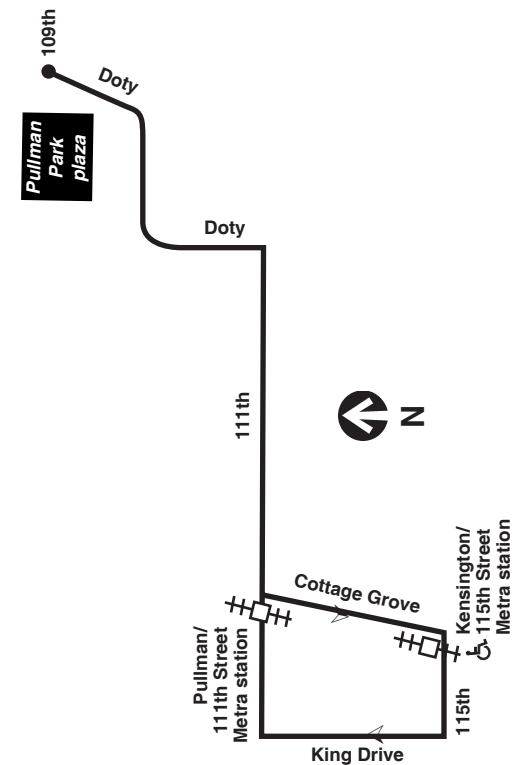 109th
Doty
Pullman
Park
plaza
Doty
111th
N
Cottage Grove
Kensington/
115th Street
Metra station
Pullman/
111th Street
Metra station
115th
King Drive